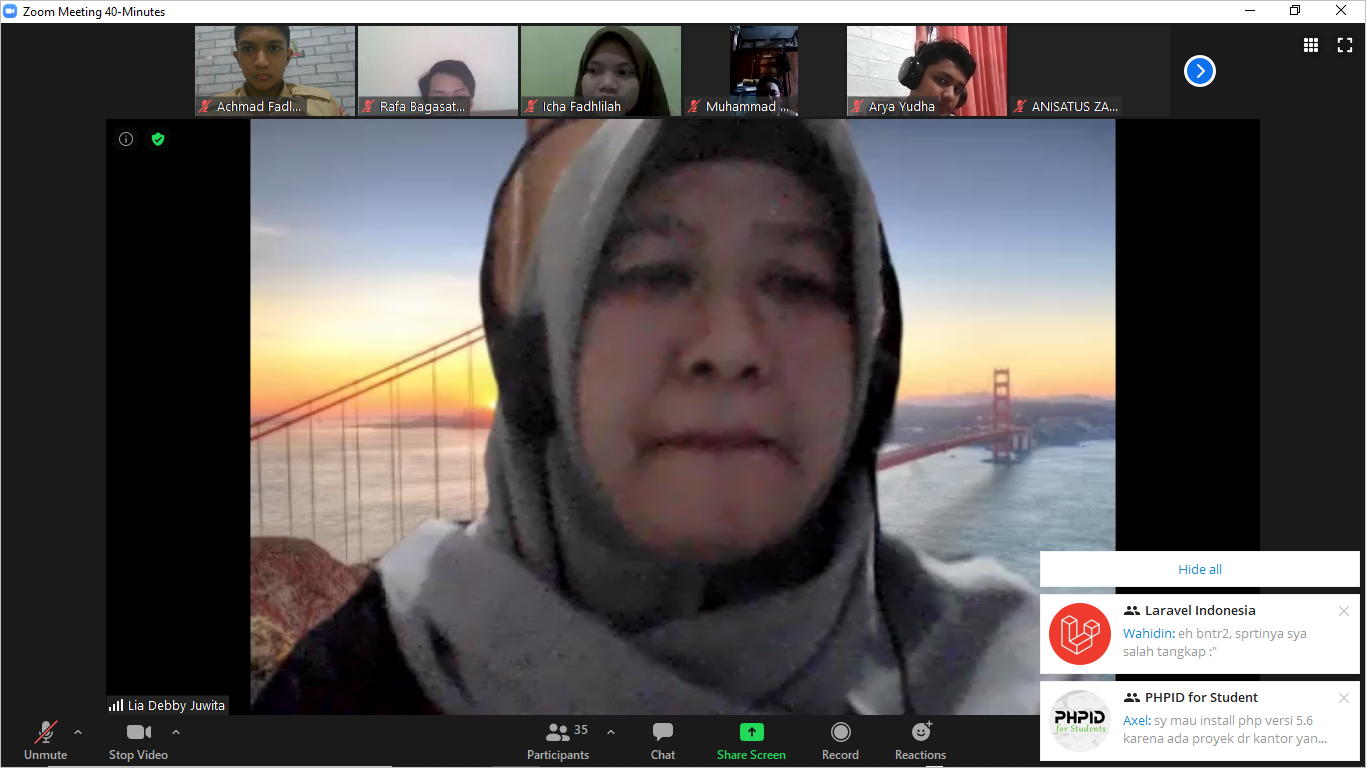 Zoom Meeting 40-Minutes
Achmad Fadl...
Rafa Bagasat...
Icha Fadhlilah
Muhammad ...
Arya Yudha
ANISATUS ZA...
Lia Debby Juwita
Hide all
Laravel Indonesia
Wahidin: eh bntr2, sprtinya sya
salah tangkap :"
PHPID for Student
PHPID
for Students
Axel: sy mau install php versi 5.6
karena ada proyek dr kantor yan...
Unmute
Stop Video
35
Participants
Chat
Share Screen
Record
Reactions